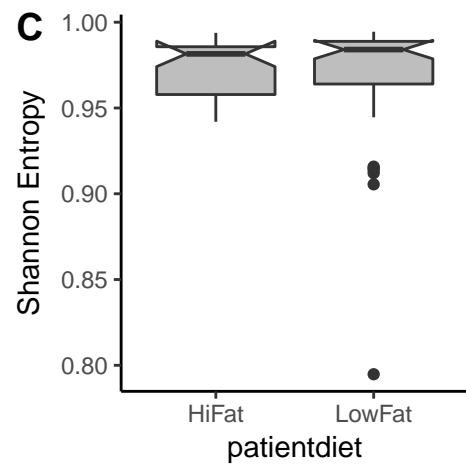 C
Shannon Entropy
1.00
0.95
0.90
0.85
0.80
HiFat LowFat
patientdiet